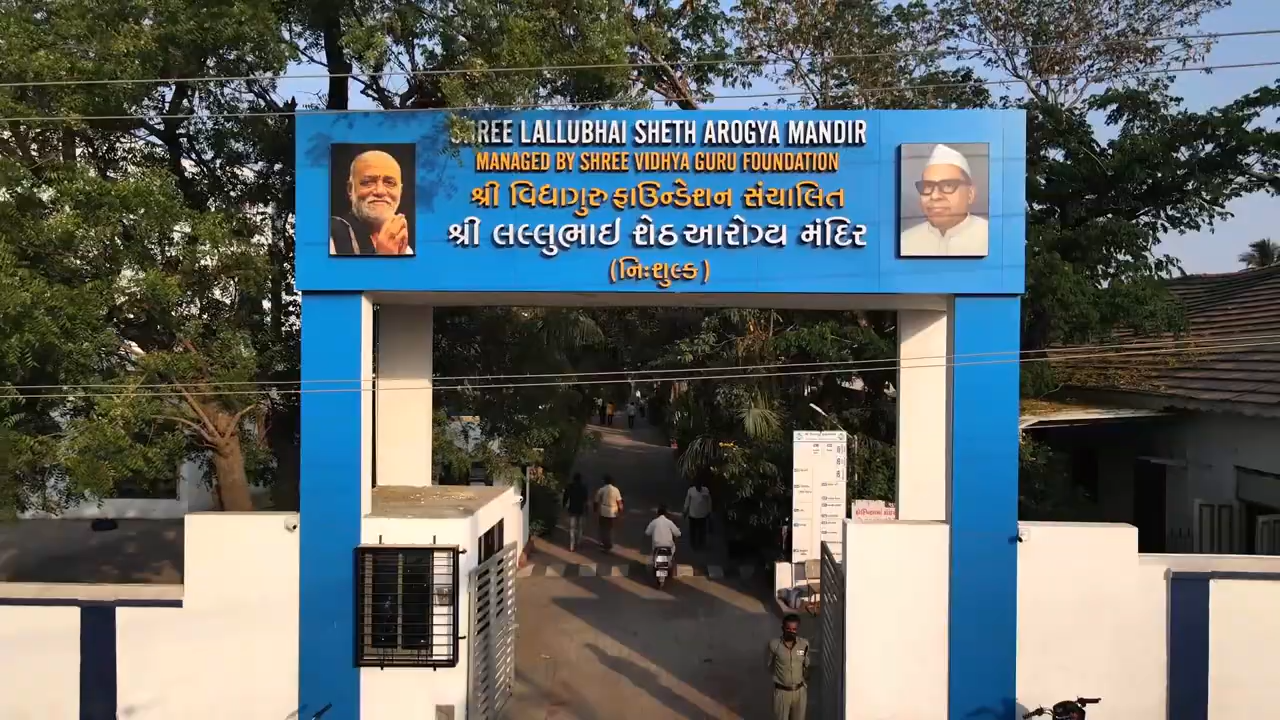 SHREE LALLUBHAI SHETH AROGYA MANDIR
MANAGED BY SHREE VIDHYA GURU FOUNDATION
શ્રી વિદ્યાગુરુ ફાઉન્ડેશન સંચાલિત
શ્રી લલ્લુભાઈ શેઠ આરોગ્ય મંદિર
(નિઃશુલ્ક)